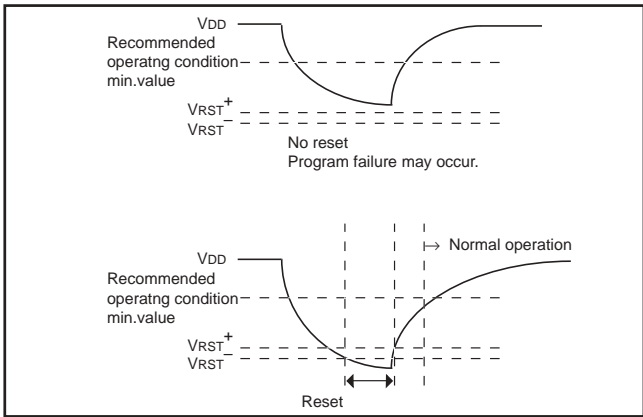 VDD
Recommended
operatng condition
min.value
VRST+
VRST−
No reset
Program failure may occur.
Normal operation
VDD
Recommended
operatng condition
min.value
VRST+
VRST−
Reset